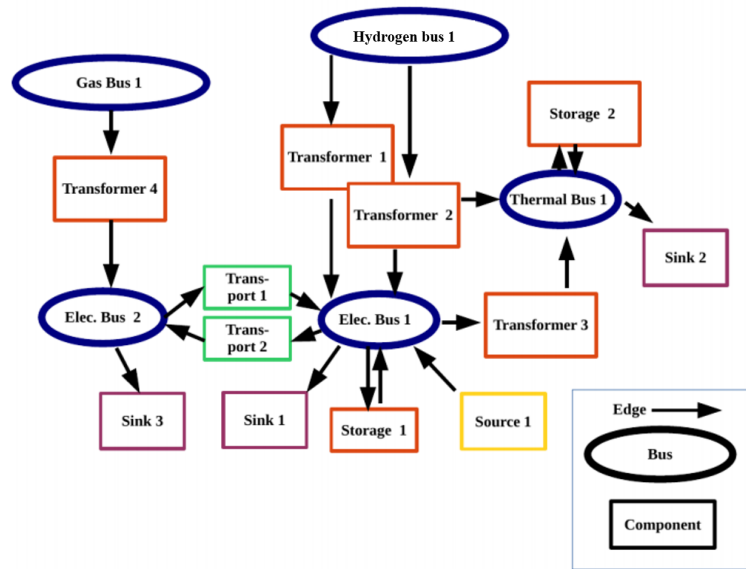 Hydrogen bus 1
Gas Bus 1
Storage 2
Transformer 1
Transformer 4
Transformer 2
Thermal Bus 1
Sink 2
Trans-
port 1
Elec. Bus 2
Elec. Bus 1
Transformer 3
Trans-
port 2
Sink 3
Sink 1
Storage 1
Source 1
Edge
Bus
Component